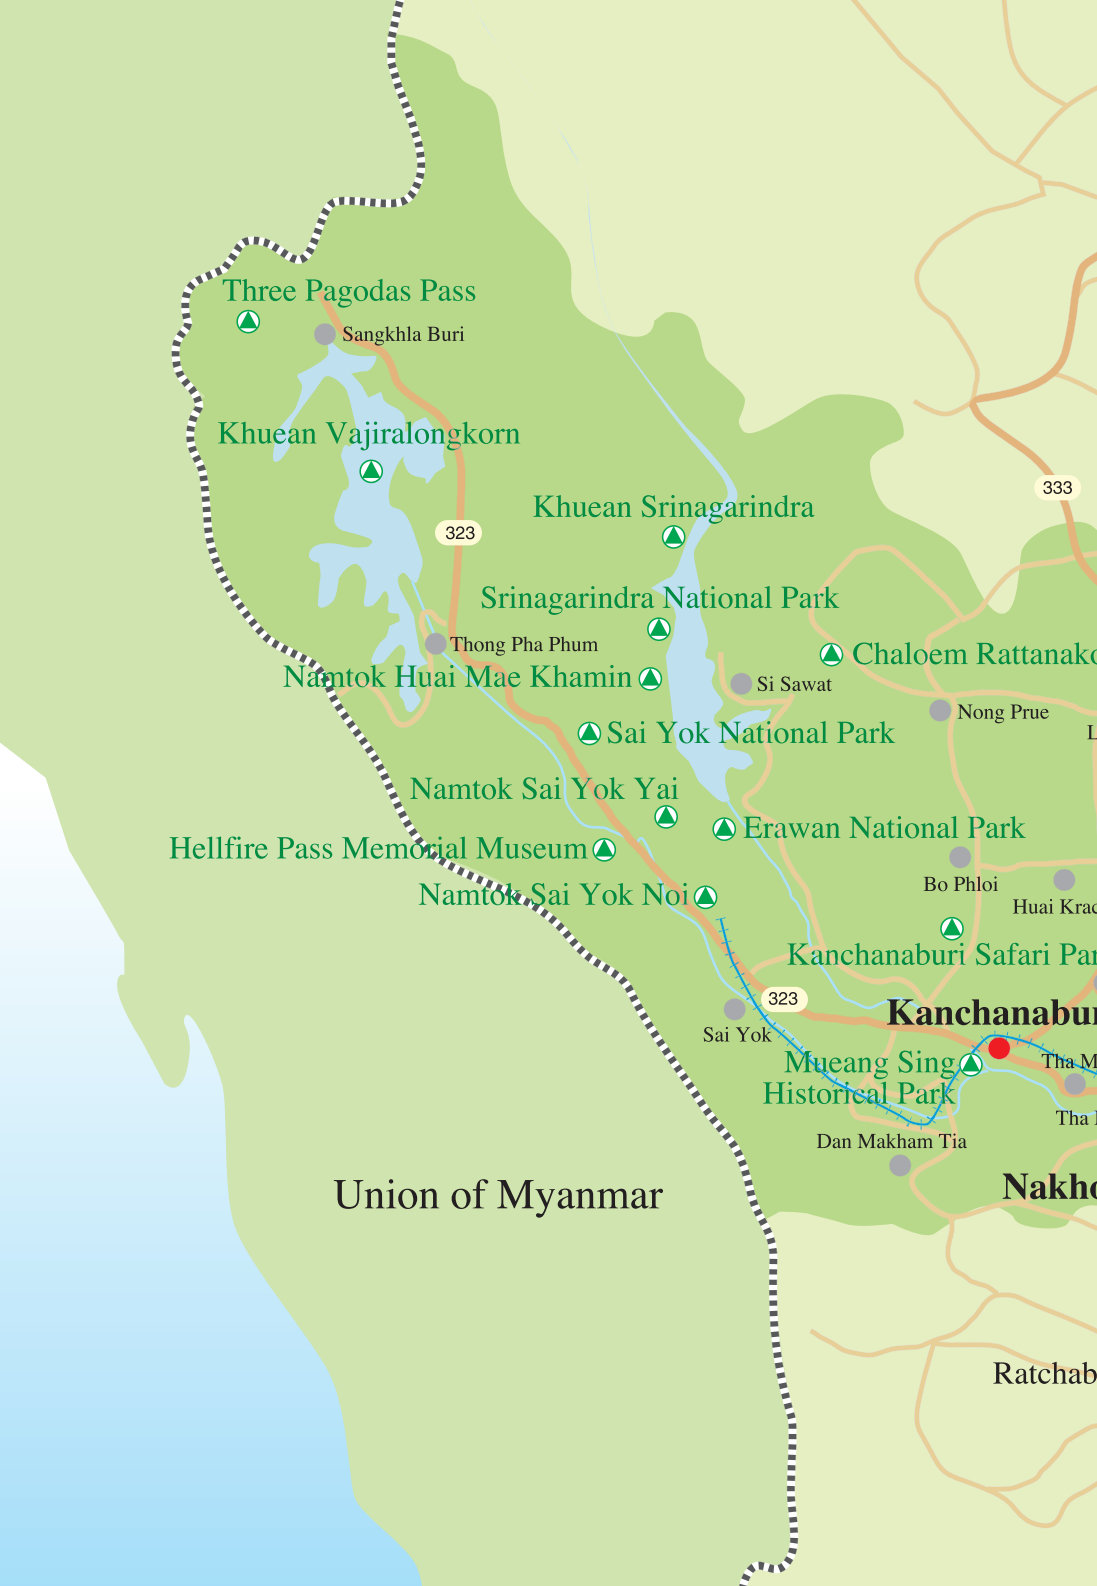 Three Pagodas Pass
Sangkhla Buri
Khuean Vajiralongkorn
333
Khuean Srinagarindra
323
Srinagarindra National Park
Thong Pha Phum
Chaloem Rattanako
Namtok Huai Mae Khamin
Si Sawat
Nong Prue
L
Sai Yok National Park
Namtok Sai Yok Yai
Erawan National Park
Hellfire Pass Memorial Museum
Bo Phloi
Namtok Sai Yok Noi
Huai Krac
Kanchanaburi Safari Par
323
Kanchanabur
Sai Yok
Mueang Sing
Historical Park
Tha M
Tha
Dan Makham Tia
Nakho
Union of Myanmar
Ratchab